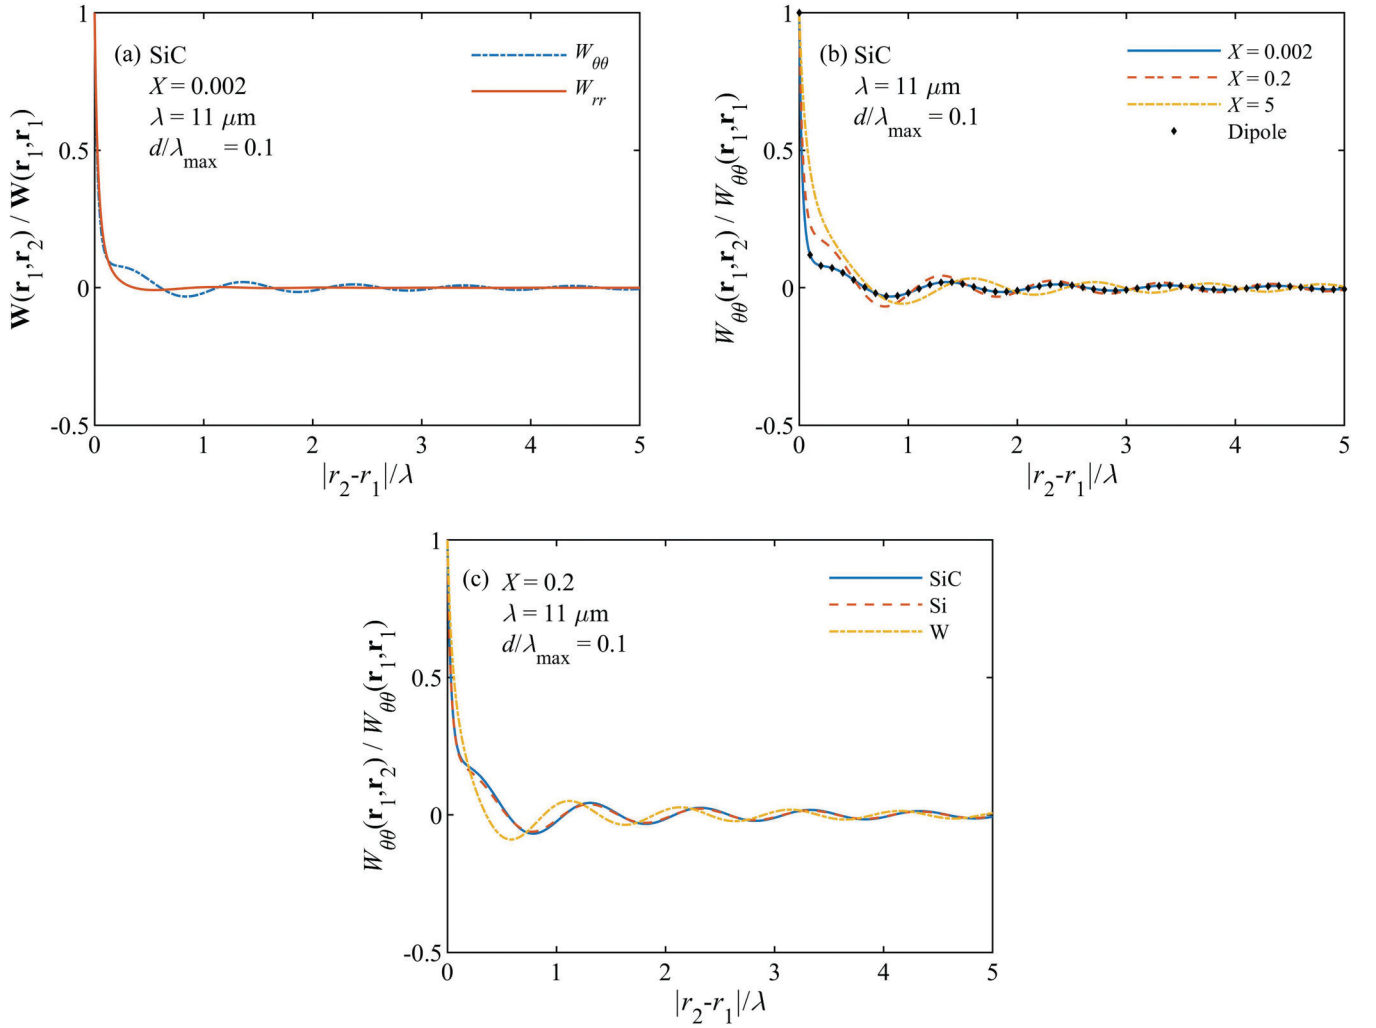 (a) SiC
X = 0.002
λ = 11 μm
d/λmax = 0.1
Wθθ
Wrr
1
0.5
0
-0.5
0 1 2 3 4 5
W(r1,r2) / W(r1,r1)
|r2-r1|/λ
(b) SiC
λ = 11 μm
d/λmax = 0.1
X = 0.002
X = 0.2
X = 5
Dipole
1
0.5
0
-0.5
0 1 2 3 4 5
Wθθ(r1,r2) / Wθθ(r1,r1)
|r2-r1|/λ
(c) X = 0.2
λ = 11 μm
d/λmax = 0.1
SiC
Si
W
1
0.5
0
-0.5
0 1 2 3 4 5
Wθθ(r1,r2) / Wθθ(r1,r1)
|r2-r1|/λ